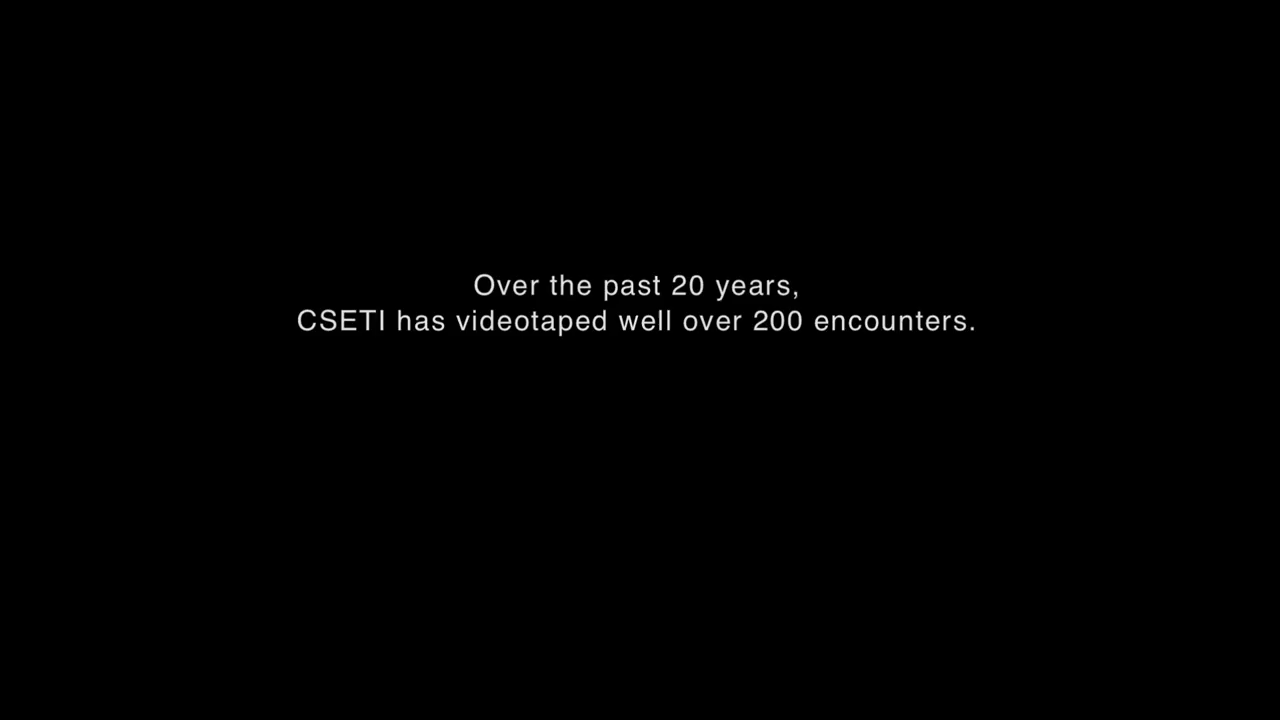 Over the past 20 years,
CSETI has videotaped well over 200 encounters.